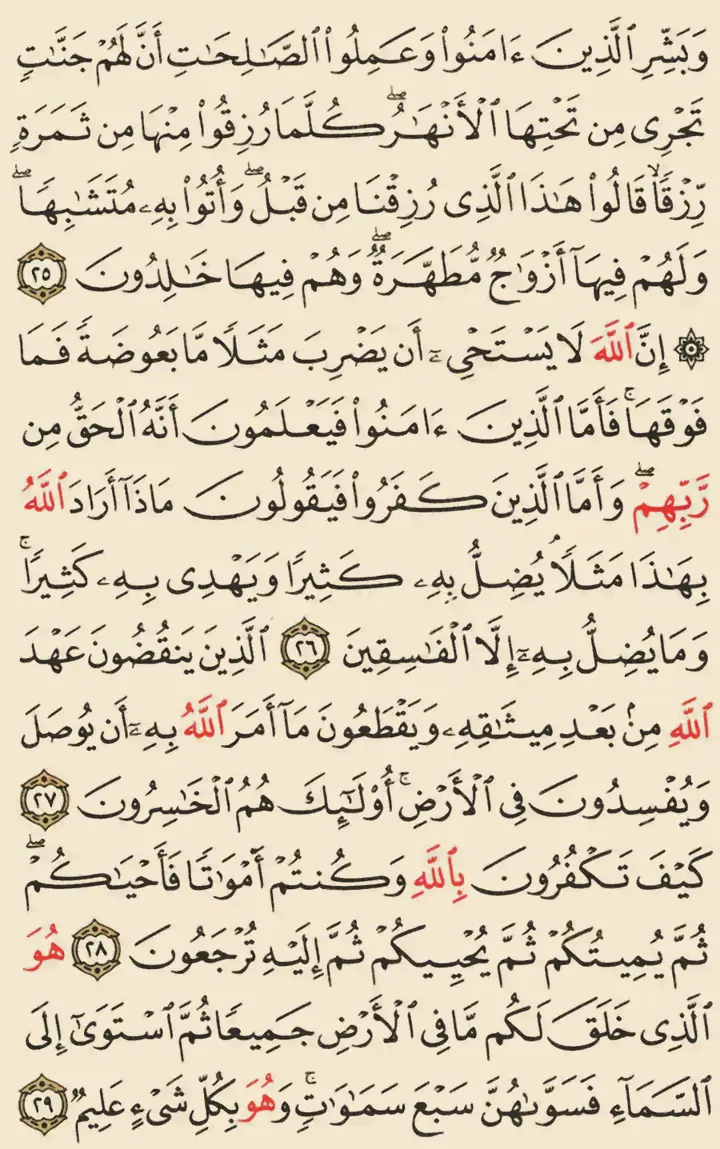 وَبَشِّرِ ٱلَّذِينَ ءَامَنُوا۟ وَعَمِلُوا۟ ٱلصَّٰلِحَٰتِ أَنَّ لَهُمْ جَنَّٰتٍ
تَجْرِى مِن تَحْتِهَا ٱلْأَنْهَٰرُ ۖ كُلَّمَا رُزِقُوا۟ مِنْهَا مِن ثَمَرَةٍ
رِّزْقًا ۙ قَالُوا۟ هَٰذَا ٱلَّذِى رُزِقْنَا مِن قَبْلُ ۖ وَأُتُوا۟ بِهِۦ مُتَشَٰبِهًا ۖ
وَلَهُمْ فِيهَآ أَزْوَٰجٌ مُّطَهَّرَةٌ ۖ وَهُمْ فِيهَا خَٰلِدُونَ ٢٥
۞ إِنَّ ٱللَّهَ لَا يَسْتَحْىِۦٓ أَن يَضْرِبَ مَثَلًا مَّا بَعُوضَةً فَمَا
فَوْقَهَا ۚ فَأَمَّا ٱلَّذِينَ ءَامَنُوا۟ فَيَعْلَمُونَ أَنَّهُ ٱلْحَقُّ مِن
رَّبِّهِمْ ۖ وَأَمَّا ٱلَّذِينَ كَفَرُوا۟ فَيَقُولُونَ مَاذَآ أَرَادَ ٱللَّهُ
بِهَٰذَا مَثَلًا ۘ يُضِلُّ بِهِۦ كَثِيرًا وَيَهْدِى بِهِۦ كَثِيرًا ۚ
وَمَا يُضِلُّ بِهِۦٓ إِلَّا ٱلْفَٰسِقِينَ ٢٦ ٱلَّذِينَ يَنقُضُونَ عَهْدَ
ٱللَّهِ مِنۢ بَعْدِ مِيثَٰقِهِۦ وَيَقْطَعُونَ مَآ أَمَرَ ٱللَّهُ بِهِۦٓ أَن يُوصَلَ
وَيُفْسِدُونَ فِى ٱلْأَرْضِ ۚ أُو۟لَٰٓئِكَ هُمُ ٱلْخَٰسِرُونَ ٢٧
كَيْفَ تَكْفُرُونَ بِٱللَّهِ وَكُنتُمْ أَمْوَٰتًا فَأَحْيَٰكُمْ ۖ
ثُمَّ يُمِيتُكُمْ ثُمَّ يُحْيِيكُمْ ثُمَّ إِلَيْهِ تُرْجَعُونَ ٢٨ هُوَ
ٱلَّذِى خَلَقَ لَكُم مَّا فِى ٱلْأَرْضِ جَمِيعًا ثُمَّ ٱسْتَوَىٰٓ إِلَى
ٱلسَّمَآءِ فَسَوَّىٰهُنَّ سَبْعَ سَمَٰوَٰتٍ ۚ وَهُوَ بِكُلِّ شَىْءٍ عَلِيمٌ ٢٩